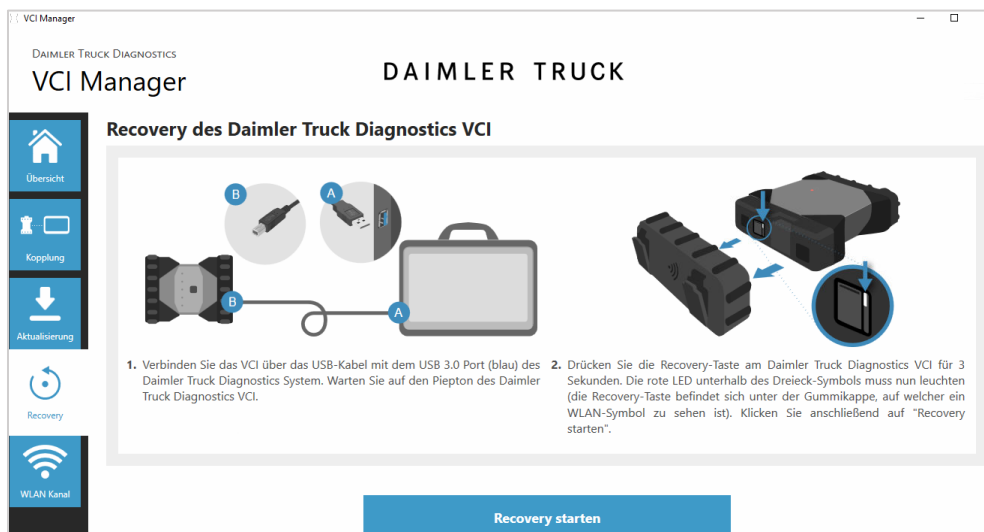 VCI Manager
DAIMLER TRUCK DIAGNOSTICS
VCI Manager
DAIMLER TRUCK
Übersicht
Kopplung
Aktualisierung
Recovery
WLAN Kanal
Recovery des Daimler Truck Diagnostics VCI
B
A
B
A
1. Verbinden Sie das VCI über das USB-Kabel mit dem USB 3.0 Port (blau) des
Daimler Truck Diagnostics System. Warten Sie auf den Piepton des Daimler
Truck Diagnostics VCI.
2. Drücken Sie die Recovery-Taste am Daimler Truck Diagnostics VCI für 3
Sekunden. Die rote LED unterhalb des Dreieck-Symbols muss nun leuchten
(die Recovery-Taste befindet sich unter der Gummikappe, auf welcher ein
WLAN-Symbol zu sehen ist). Klicken Sie anschließend auf "Recovery
starten".
Recovery starten